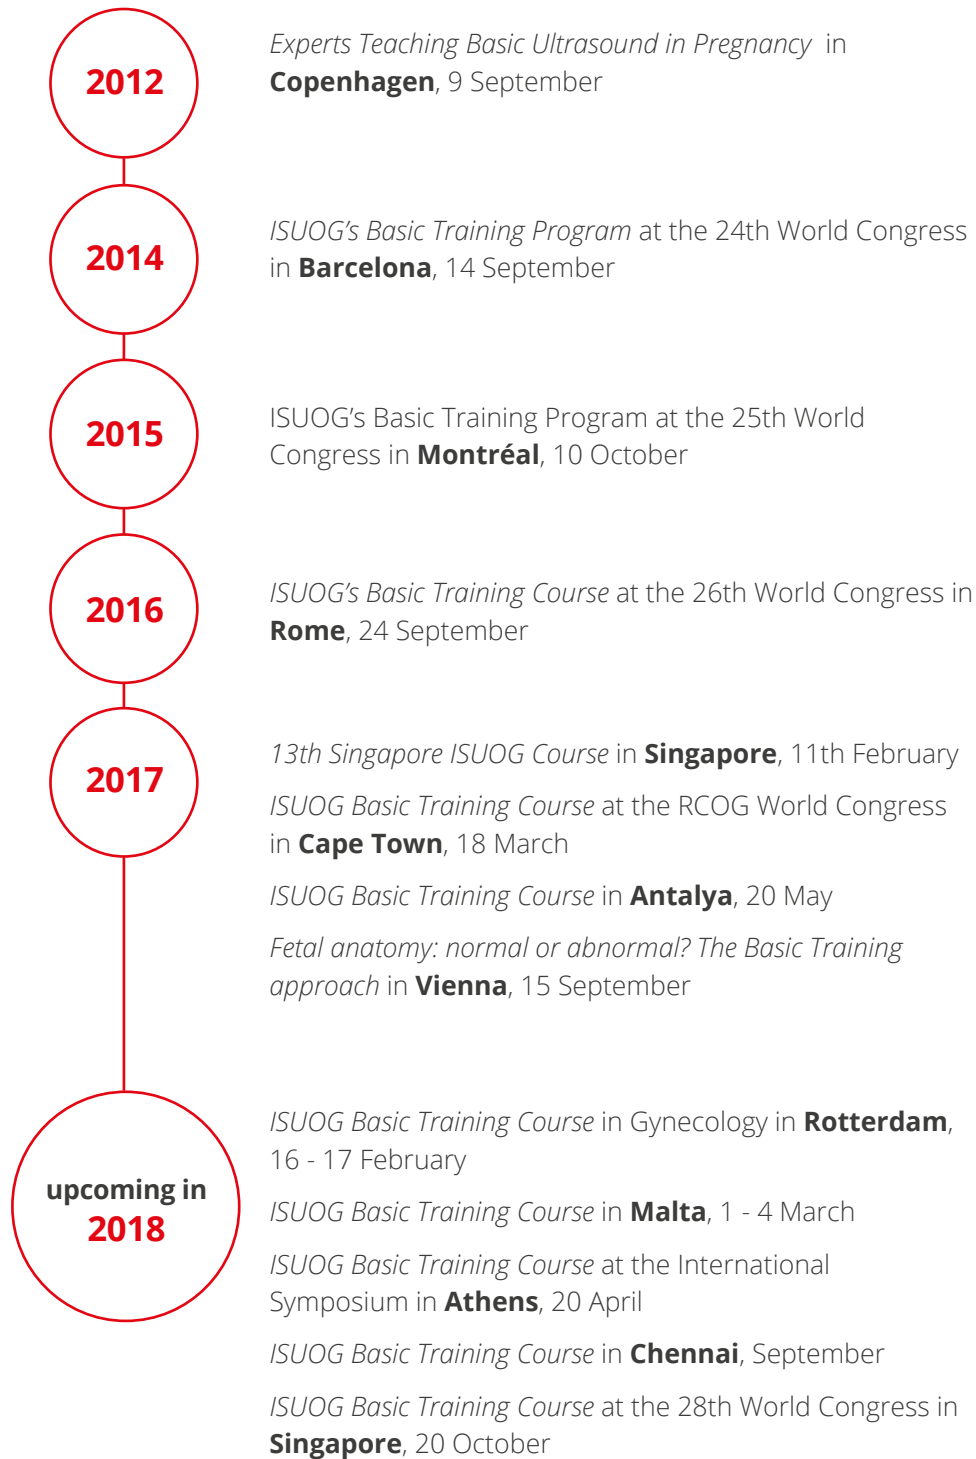 2012
Experts Teaching Basic Ultrasound in Pregnancy in
Copenhagen, 9 September
2014
ISUOG’s Basic Training Program at the 24th World Congress
in Barcelona, 14 September
2015
ISUOG’s Basic Training Program at the 25th World
Congress in Montréal, 10 October
2016
ISUOG’s Basic Training Course at the 26th World Congress in
Rome, 24 September
2017
13th Singapore ISUOG Course in Singapore, 11th February
ISUOG Basic Training Course at the RCOG World Congress
in Cape Town, 18 March
ISUOG Basic Training Course in Antalya, 20 May
Fetal anatomy: normal or abnormal? The Basic Training
approach in Vienna, 15 September
upcoming in
2018
ISUOG Basic Training Course in Gynecology in Rotterdam,
16 - 17 February
ISUOG Basic Training Course in Malta, 1 - 4 March
ISUOG Basic Training Course at the International
Symposium in Athens, 20 April
ISUOG Basic Training Course in Chennai, September
ISUOG Basic Training Course at the 28th World Congress in
Singapore, 20 October